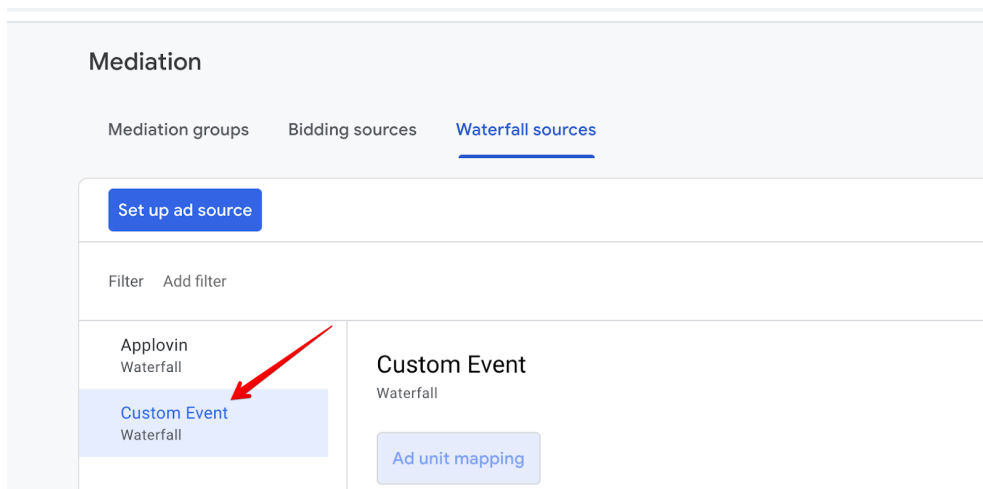 Mediation
Mediation groups Bidding sources Waterfall sources
Set up ad source
Filter Add filter
Applovin
Waterfall
Custom Event
Waterfall
Custom Event
Waterfall
Ad unit mapping